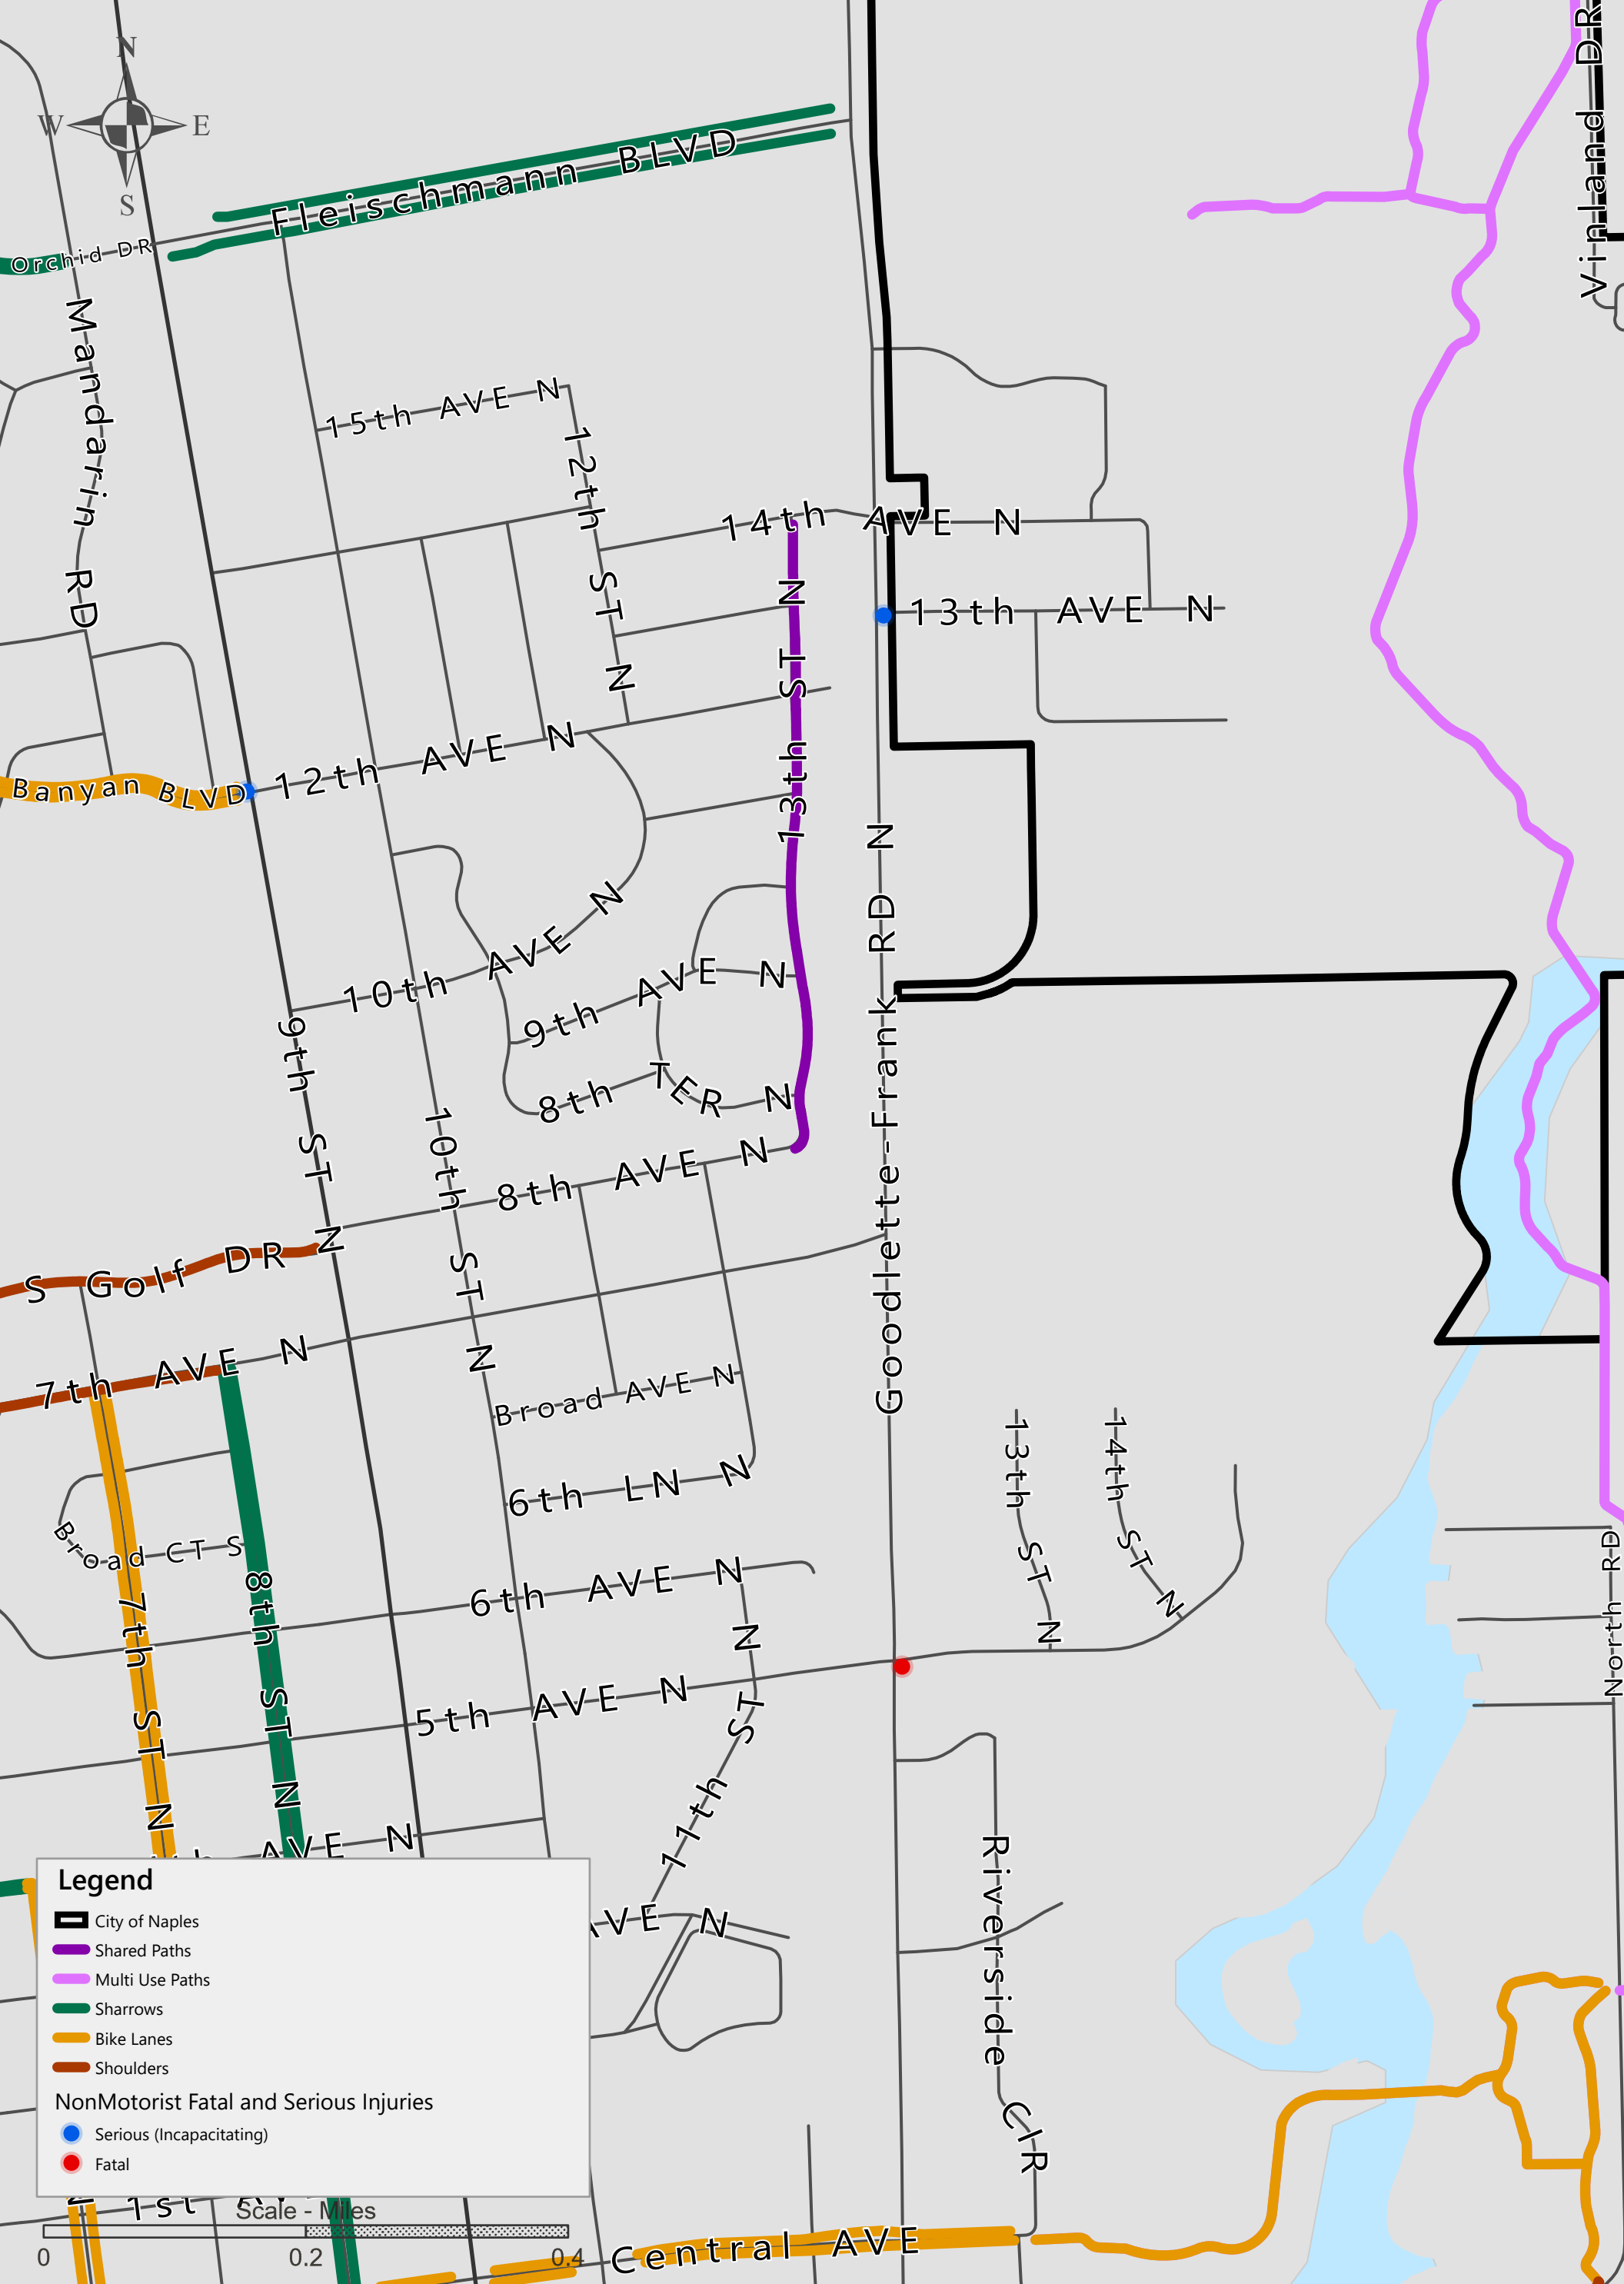 N
W E
S
Vinland DR
Fleischmann BLVD
Orchid DR
Mandarin RD
15th AVE N
12th ST N
14th AVE N
13th AVE N
13th ST N
12th AVE N
Banyan BLVD
Goodlette-Frank RD N
10th AVE N
9th AVE N
9th ST N
8th TER N
10th ST N
8th AVE N
S Golf DR
7th AVE N
Broad AVE N
13th ST N
14th ST N
6th LN N
Broad CT S
North RD
6th AVE N
7th ST N
8th ST N
5th AVE N
11th ST N
AVE N
AVE N
Riverside CIR
Legend
City of Naples
Shared Paths
Multi Use Paths
Sharrows
Bike Lanes
Shoulders
NonMotorist Fatal and Serious Injuries
Serious (Incapacitating)
Fatal
1st
Scale - Miles
0 0.2 0.4
Central AVE